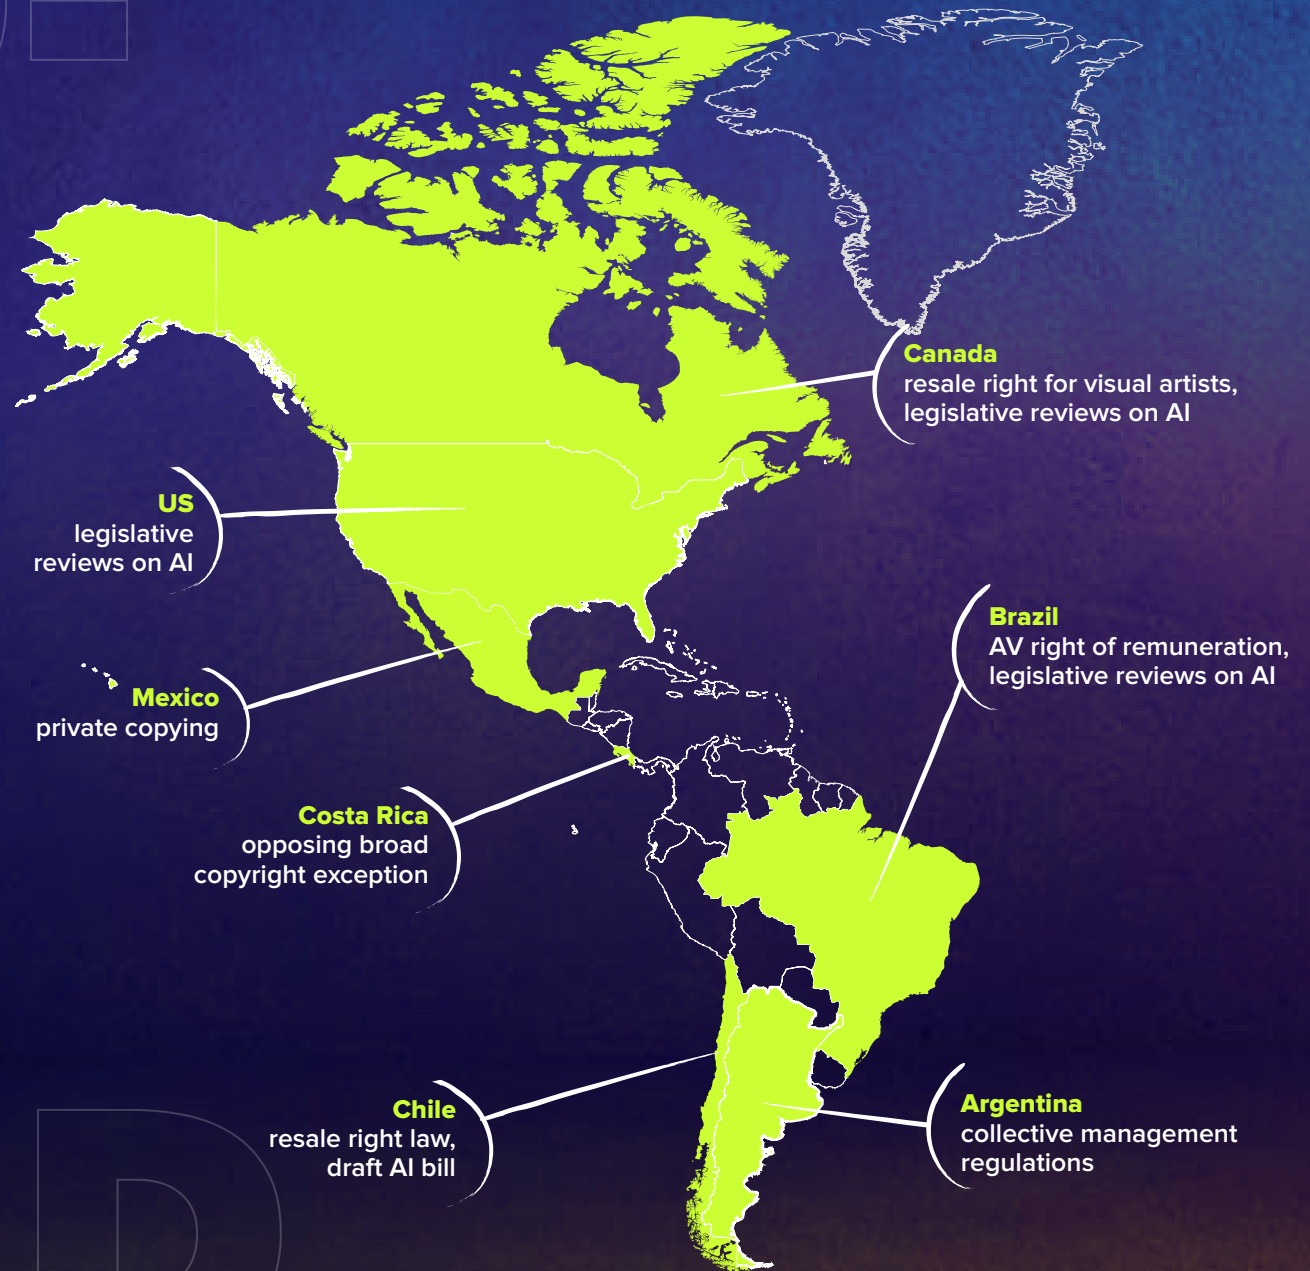 Canada
resale right for visual artists,
legislative reviews on AI
US
legislative
reviews on AI
Brazil
AV right of remuneration,
legislative reviews on AI
Mexico
private copying
Costa Rica
opposing broad
copyright exception
Chile
resale right law,
draft AI bill
Argentina
collective management
regulations